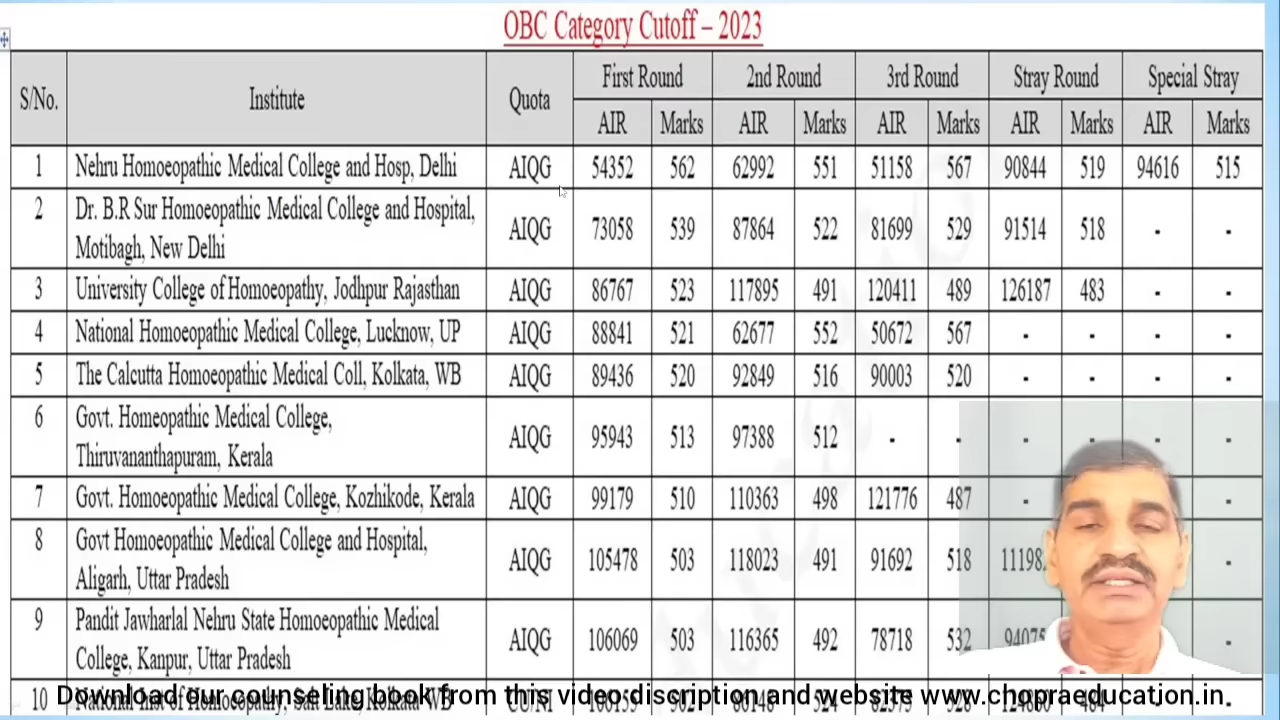 OBC Category Cutoff – 2023
S/No. Institute Quota First Round 2nd Round 3rd Round Stray Round Special Stray
AIR Marks AIR Marks AIR Marks AIR Marks AIR Marks
1 Nehru Homoeopathic Medical College and Hosp, Delhi AIQG 54352 562 62992 551 51158 567 90844 519 94616 515
2 Dr. B.R Sur Homoeopathic Medical College and Hospital,
Motibagh, New Delhi AIQG 73058 539 87864 522 81699 529 91514 518 - -
3 University College of Homoeopathy, Jodhpur Rajasthan AIQG 86767 523 117895 491 120411 489 126187 483 - -
4 National Homoeopathic Medical College, Lucknow, UP AIQG 88841 521 62677 552 50672 567 - - - -
5 The Calcutta Homoeopathic Medical Coll, Kolkata, WB AIQG 89436 520 92849 516 90003 520 - - - -
6 Govt. Homeopathic Medical College,
Thiruvananthapuram, Kerala AIQG 95943 513 97388 512 - - - - - -
7 Govt. Homoeopathic Medical College, Kozhikode, Kerala AIQG 99179 510 110363 498 121776 487 - -
8 Govt Homoeopathic Medical College and Hospital,
Aligarh, Uttar Pradesh AIQG 105478 503 118023 491 91692 518 -
9 Pandit Jawharlal Nehru State Homoeopathic Medical
College, Kanpur, Uttar Pradesh AIQG 106069 503 116365 492 78718 532 94075 -
10
Download our counseling book from this video discription and website www.chopraeducation.in